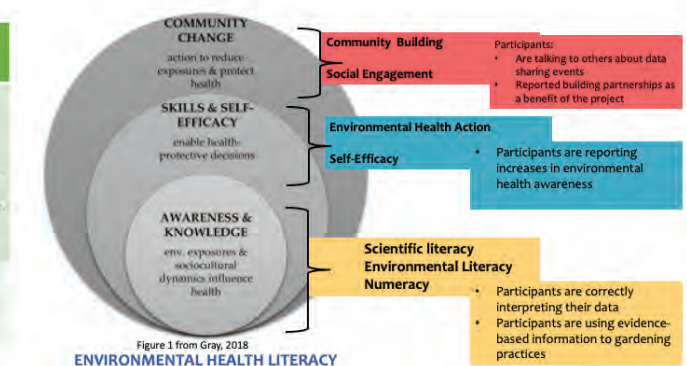 COMMUNITY
CHANGE
action to reduce
exposures & protect
health
SKILLS & SELF-
EFFICACY
enable health-
protective decisions
AWARENESS &
KNOWLEDGE
env. exposures &
sociocultural
dynamics influence
health
Figure 1 from Gray, 2018
ENVIRONMENTAL HEALTH LITERACY
Community Building
Social Engagement
Participants:
• Are talking to others about data
sharing events
• Reported building partnerships as
a benefit of the project
Environmental Health Action
Self-Efficacy
• Participants are reporting
increases in environmental
health awareness
Scientific literacy
Environmental Literacy
Numeracy
• Participants are correctly
interpreting their data
• Participants are using evidence-
based information to gardening
practices